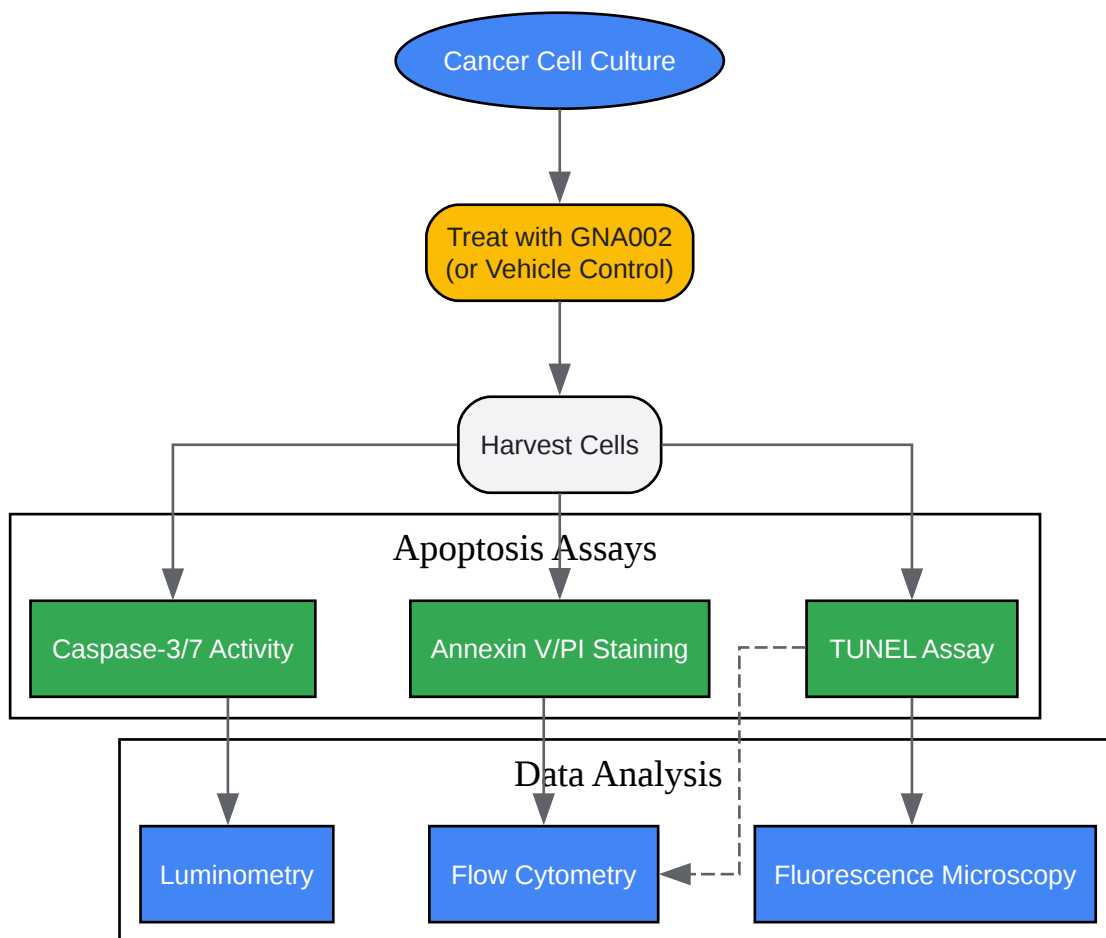 Cancer Cell Culture
Treat with GNA002
(or Vehicle Control)
Harvest Cells
Apoptosis Assays
Caspase-3/7 Activity
Annexin V/PI Staining
TUNEL Assay
Data Analysis
Luminometry
Flow Cytometry
Fluorescence Microscopy